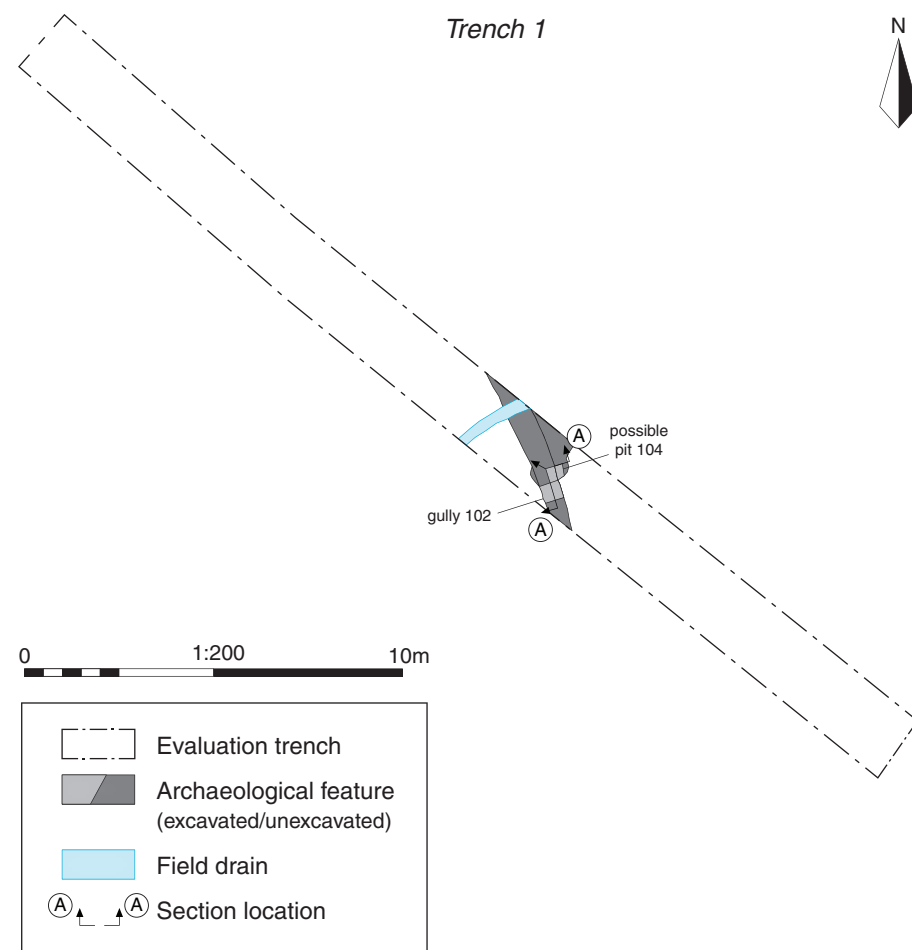 Trench 1
N
A
possible
pit 104
gully 102
A
0 1:200 10m
Evaluation trench
Archaeological feature
(excavated/unexcavated)
Field drain
A A Section location